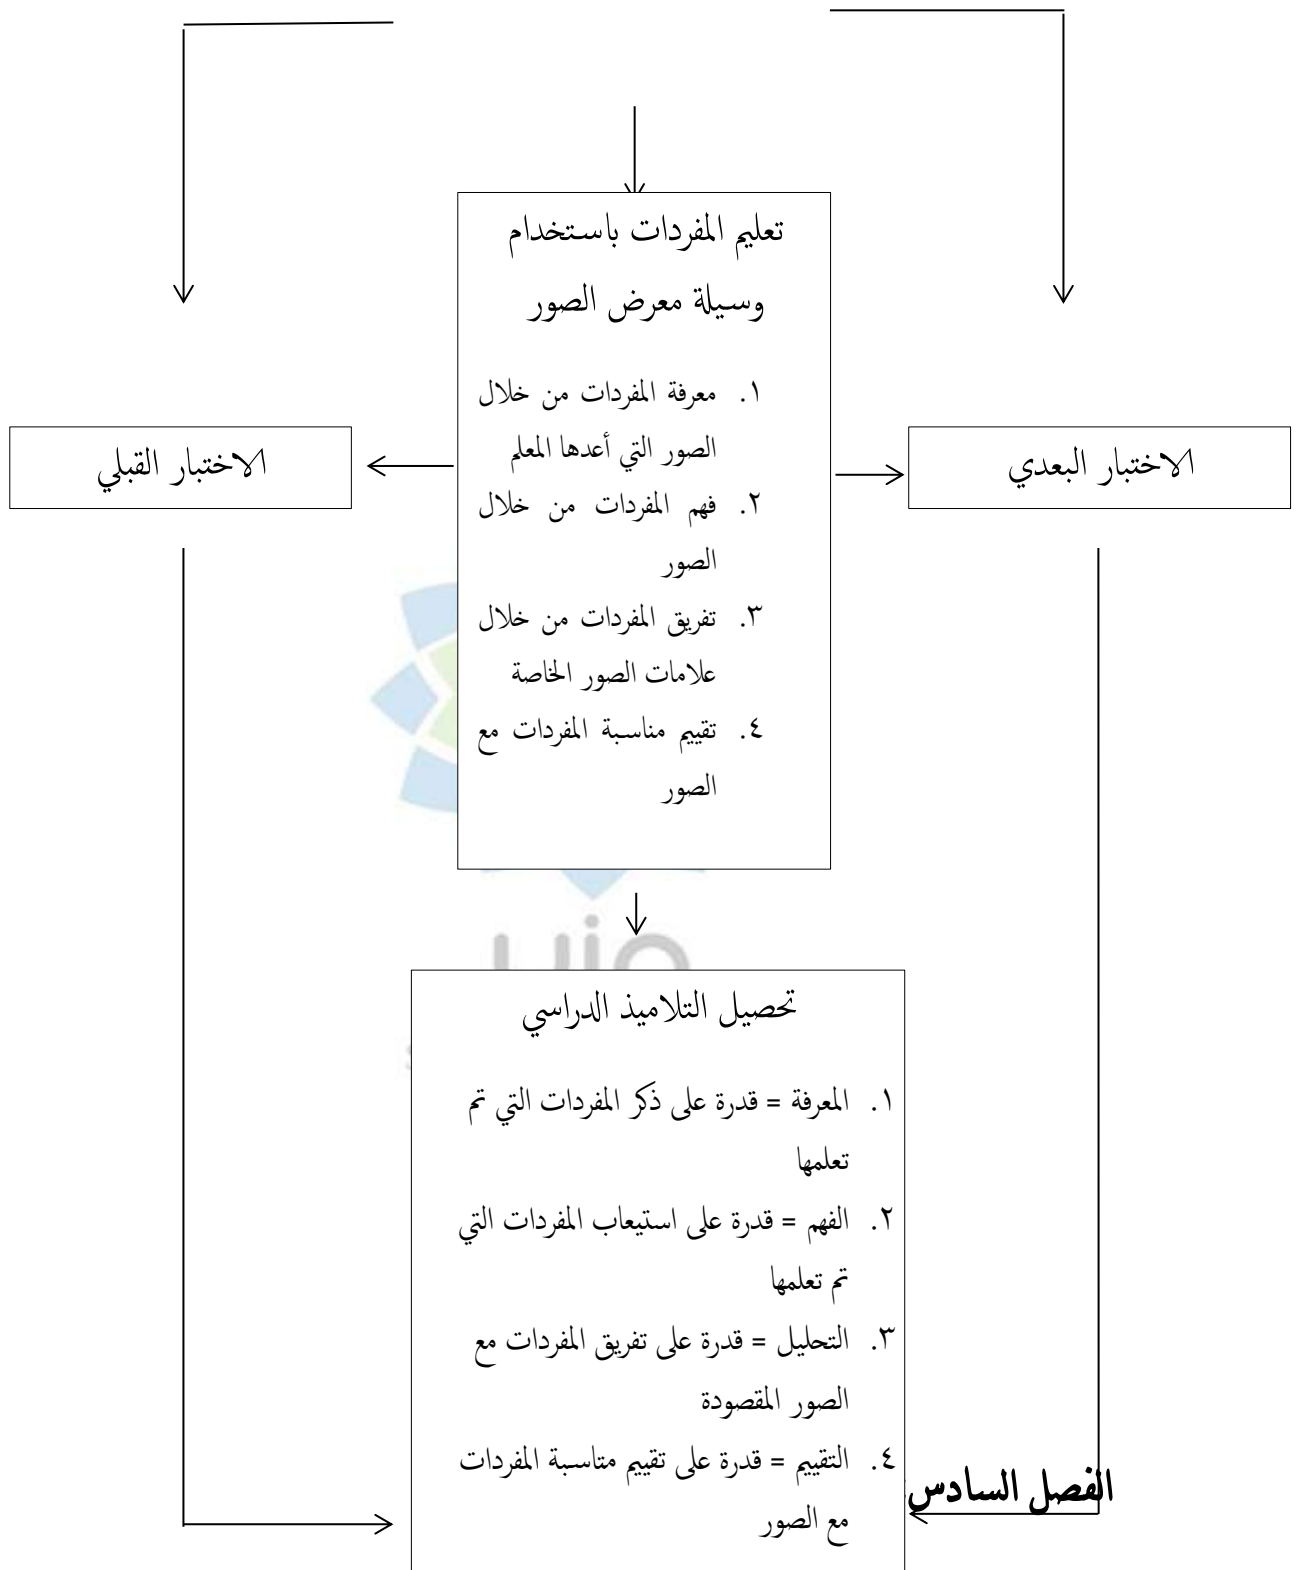 تعليم المفردات باستخدام
وسيلة معرض الصور
١. معرفة المفردات من خلال
الصور التي أعدها المعلم
٢. فهم المفردات من خلال
الصور
٣. تفريق المفردات من خلال
علامات الصور الخاصة
٤. تقييم مناسبة المفردات مع
الصور
الاختبار البعدي
الاختبار القبلي
uin
تحصيل التلاميذ الدراسي
١. المعرفة = قدرة على ذكر المفردات التي تم
تعلمها
٢. الفهم = قدرة على استيعاب المفردات التي
تم تعلمها
٣. التحليل = قدرة على تفريق المفردات مع
الصور المقصودة
٤. التقييم = قدرة على تقييم متاسبة المفردات
مع الصور
الفصل السادس